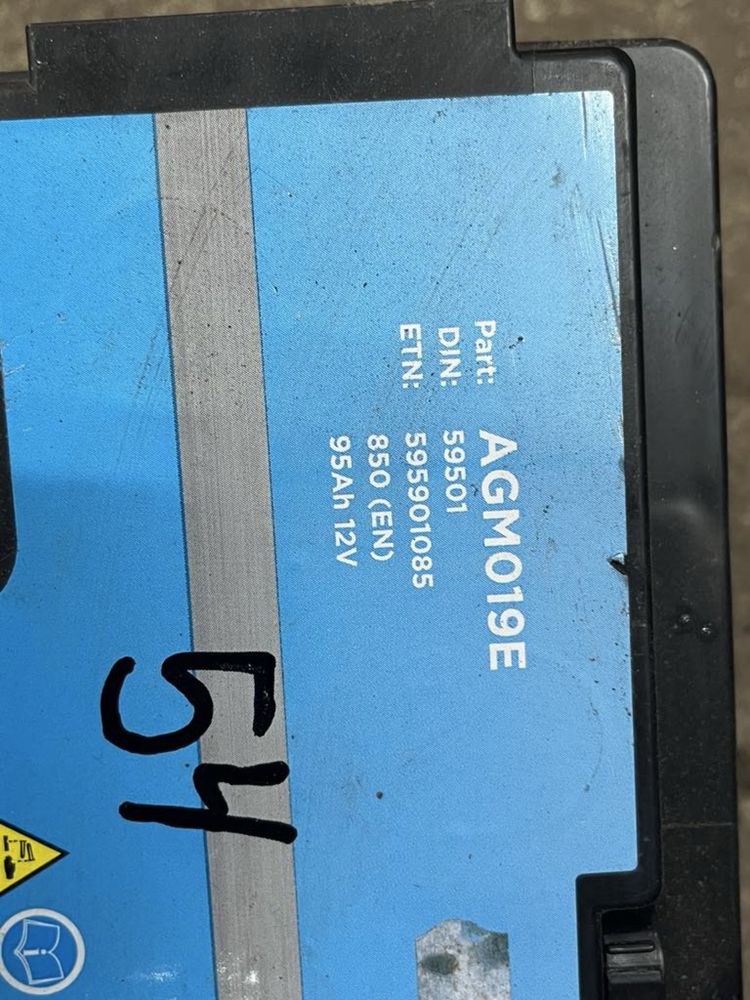 Part: AGM019E
DIN: 59501
ETN: 595901085
850 (EN)
95Ah 12V
54